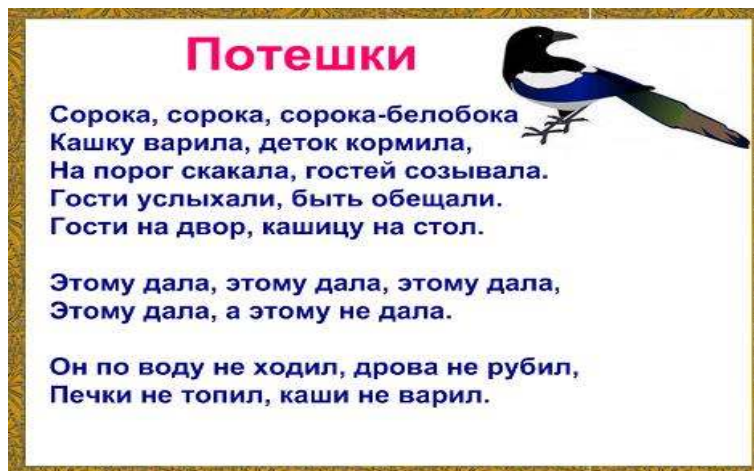 Потешки
Сорока, сорока, сорока-белобока
Кашку варила, деток кормила,
На порог скакала, гостей созывала.
Гости услыхали, быть обещали.
Гости на двор, кашицу на стол.
Этому дала, этому дала, этому дала,
Этому дала, а этому не дала.
Он по воду не ходил, дрова не рубил,
Печки не топил, каши не варил.